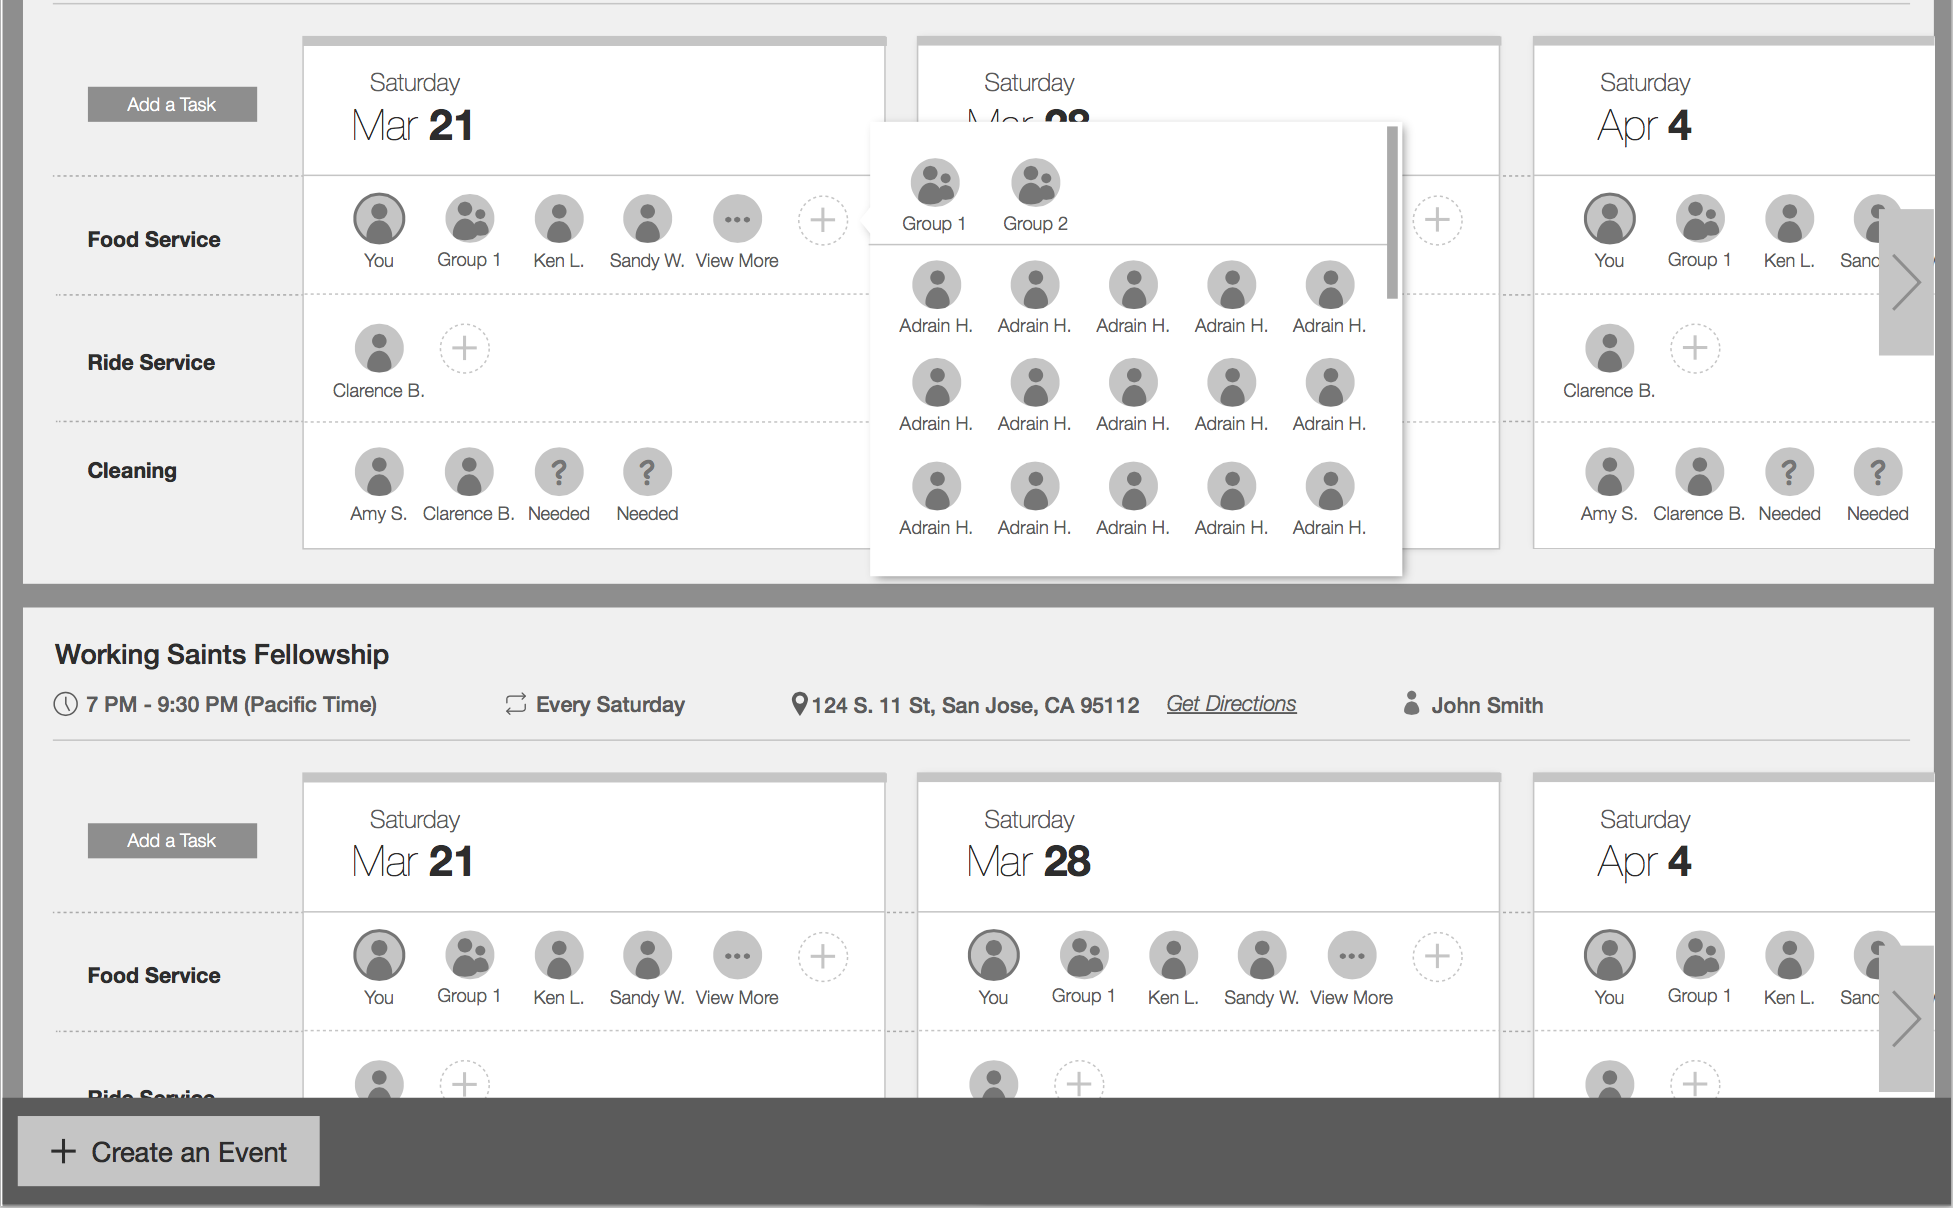 Saturday
Saturday
Saturday
Add a Task
Mar 21
Mar 28
Apr 4
Group 1
Group 2
Food Service
You
Group 1
Ken L.
Sandy W.
View More
You
Group 1
Ken L.
Sand
Adrain H.
Adrain H.
Adrain H.
Adrain H.
Adrain H.
Ride Service
Clarence B.
Clarence B.
Adrain H.
Adrain H.
Adrain H.
Adrain H.
Adrain H.
Cleaning
?
?
?
?
Amy S.
Clarence B.
Needed
Needed
Amy S.
Clarence B.
Needed
Needed
Adrain H.
Adrain H.
Adrain H.
Adrain H.
Adrain H.
Working Saints Fellowship
7 PM - 9:30 PM (Pacific Time)
Every Saturday
124 S. 11 St, San Jose, CA 95112
Get Directions
John Smith
Saturday
Saturday
Saturday
Add a Task
Mar 21
Mar 28
Apr 4
Food Service
You
Group 1
Ken L.
Sandy W.
View More
You
Group 1
Ken L.
Sandy W.
View More
You
Group 1
Ken L.
Sand
Ride Service
+ Create an Event